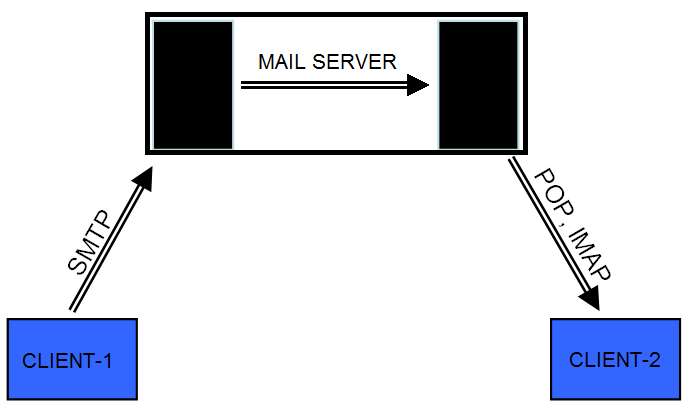 MAIL SERVER
SMTP
POP , IMAP
CLIENT-1
CLIENT-2